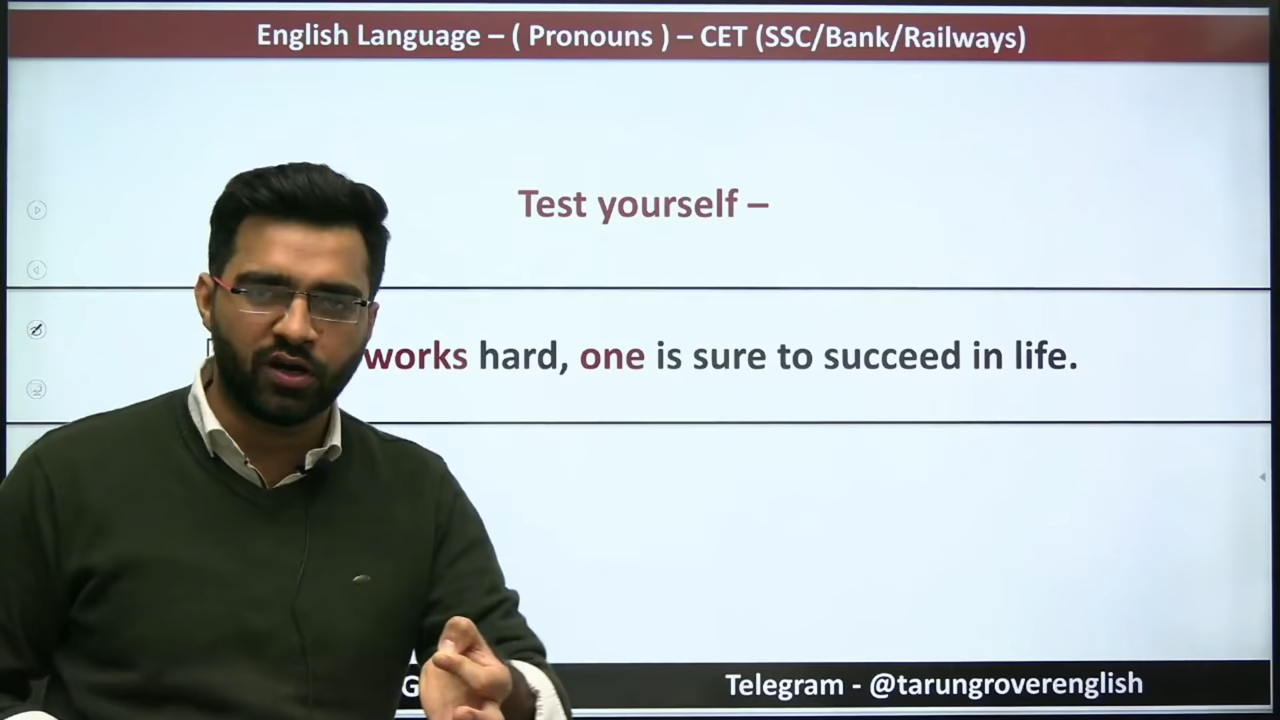 English Language – ( Pronouns ) – CET (SSC/Bank/Railways)
Test yourself –
works hard, one is sure to succeed in life.
G
Telegram - @tarungroverenglish